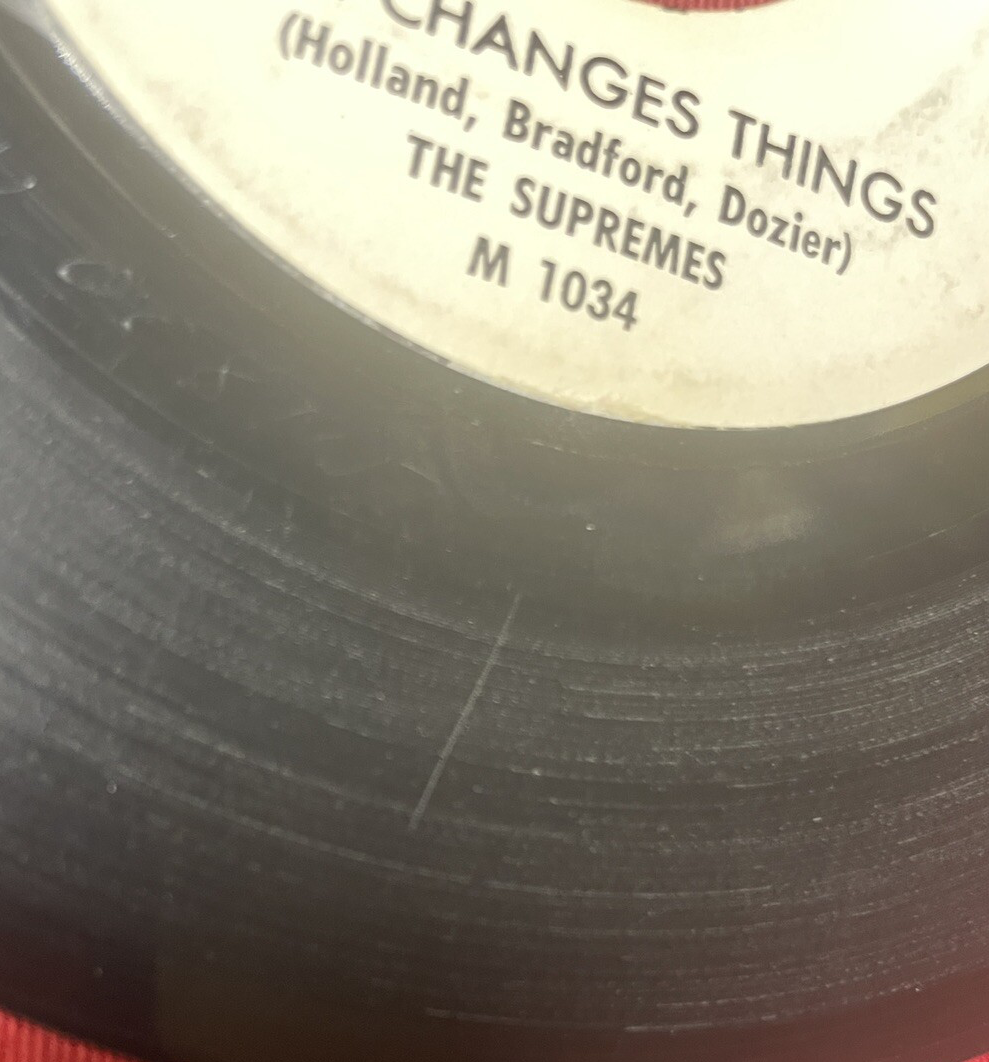 CHANGES THINGS
(Holland, Bradford, Dozier)
THE SUPREMES
M 1034